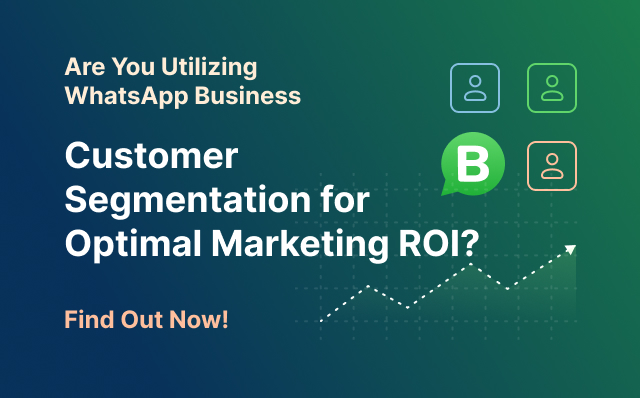 Are You Utilizing
WhatsApp Business
Customer
Segmentation for
Optimal Marketing ROI?
B
Find Out Now!